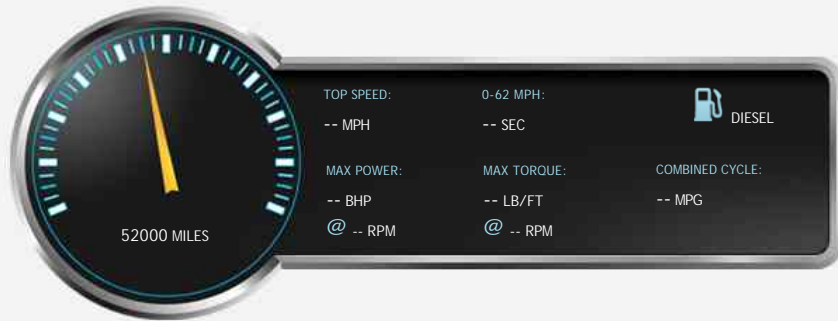 TOP SPEED:
-- MPH
0-62 MPH:
-- SEC
DIESEL
MAX POWER:
-- BHP
@ -- RPM
MAX TORQUE:
-- LB/FT
@ -- RPM
COMBINED CYCLE:
-- MPG
52000 MILES